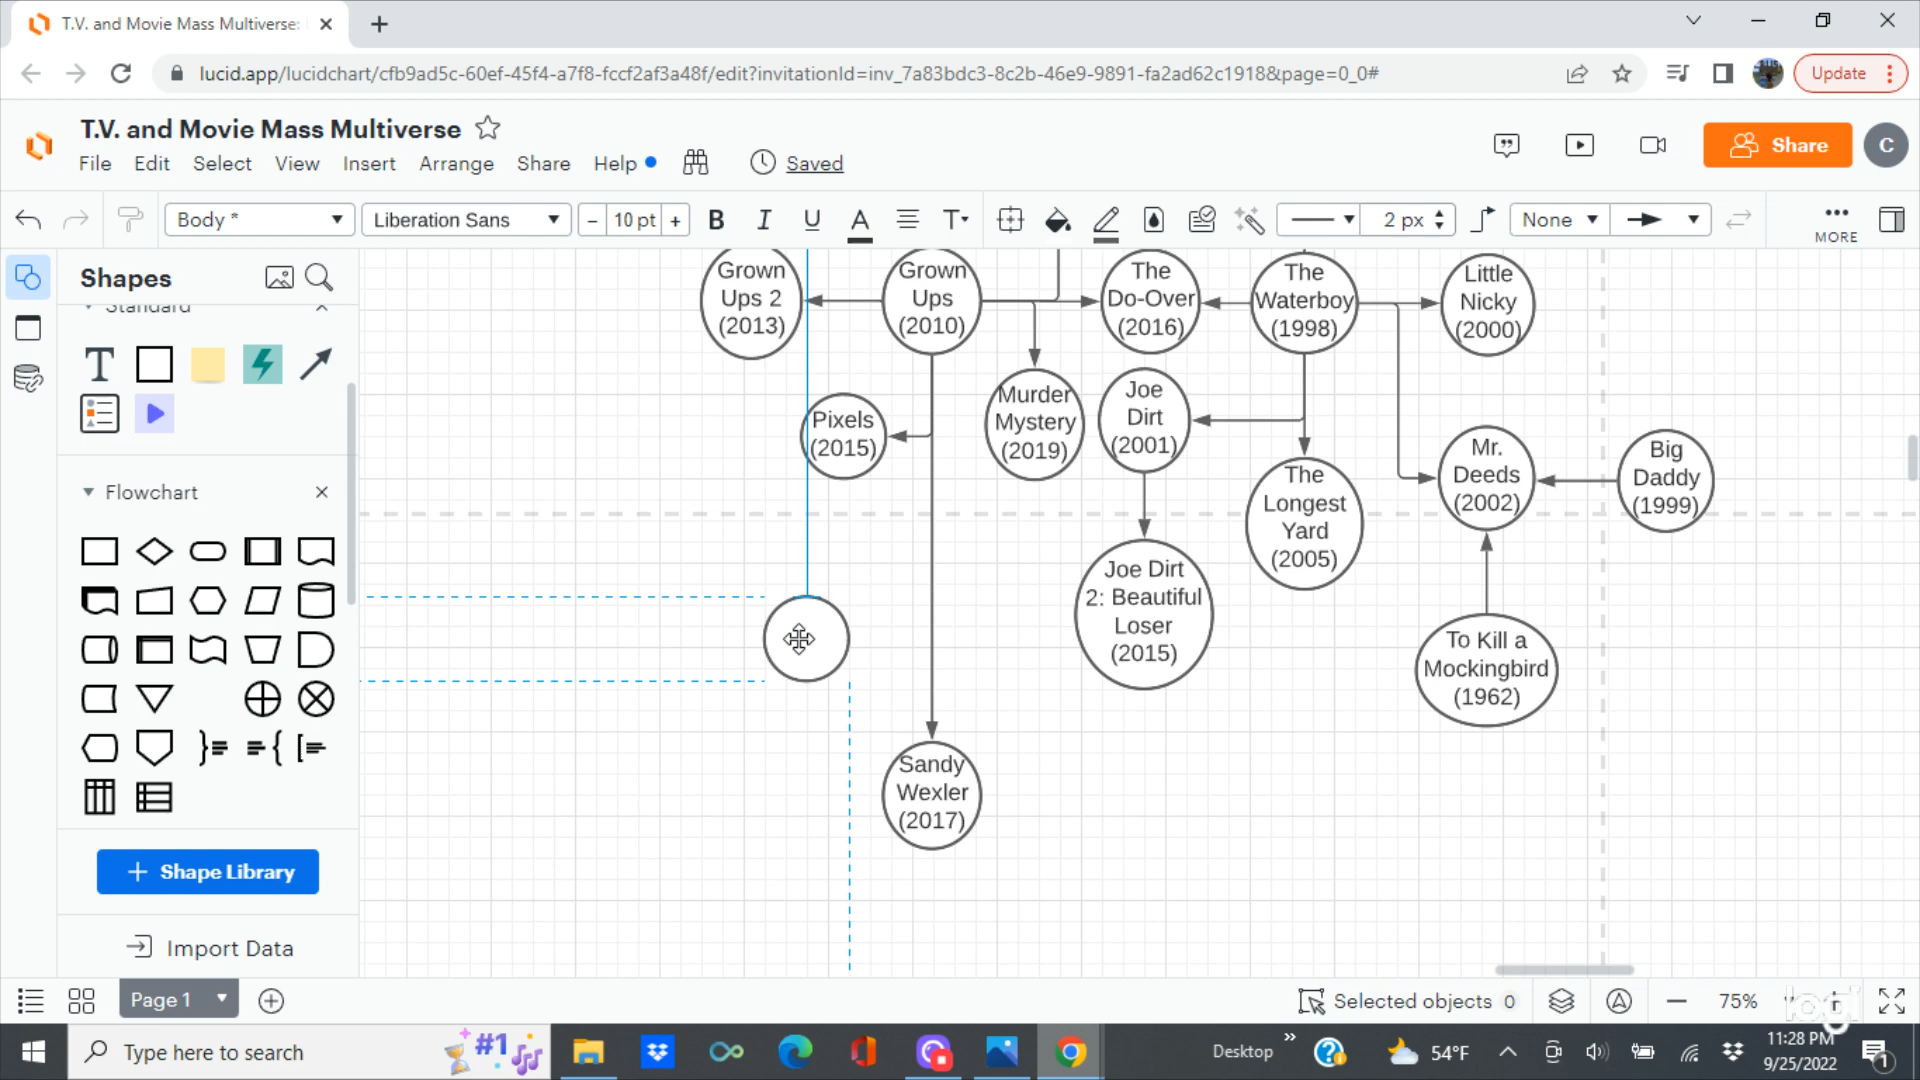 T.V. and Movie Mass Multiverse:
lucid.app/lucidchart/cfb9ad5c-60ef-45f4-a7f8-fccf2af3a48f/edit?invitationId=inv_7a83bdc3-8c2b-46e9-9891-fa2ad62c1918&page=0_0#
Update
T.V. and Movie Mass Multiverse
File Edit Select View Insert Arrange Share Help Saved
Share
C
Body *
Liberation Sans
10 pt
B I U A T
2 px
None
MORE
Shapes
Standard
T
Flowchart
Shape Library
Import Data
Grown
Ups 2
(2013)
Grown
Ups
(2010)
The
Do-Over
(2016)
The
Waterboy
(1998)
Little
Nicky
(2000)
Pixels
(2015)
Murder
Mystery
(2019)
Joe
Dirt
(2001)
The
Longest
Yard
(2005)
Mr.
Deeds
(2002)
Big
Daddy
(1999)
Joe Dirt
2: Beautiful
Loser
(2015)
To Kill a
Mockingbird
(1962)
Sandy
Wexler
(2017)
Page 1
Selected objects 0
75%
logi
Type here to search
#1
Desktop
54°F
11:28 PM
9/25/2022
1